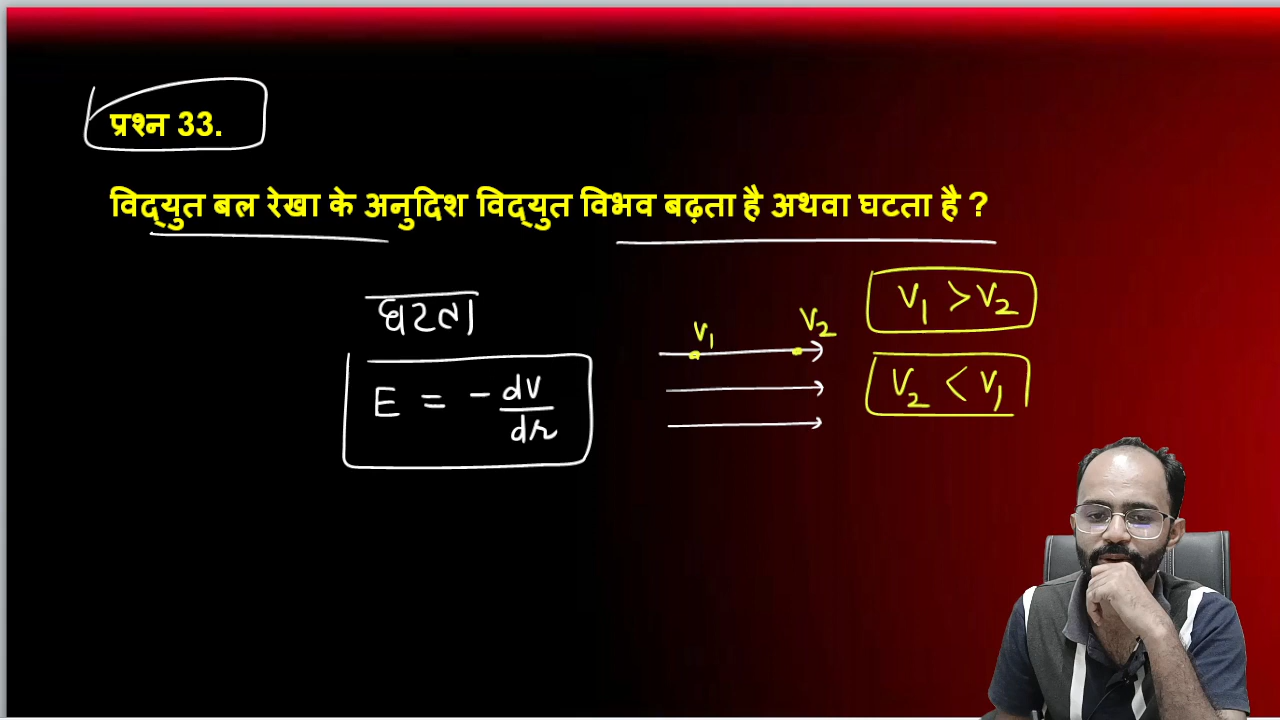 प्रश्न 33.
विद्युत बल रेखा के अनुदिश विद्युत विभव बढ़ता है अथवा घटता है ?
घटता
E = - dV/dr
V₁ V₂
V₁ > V₂
V₂ < V₁